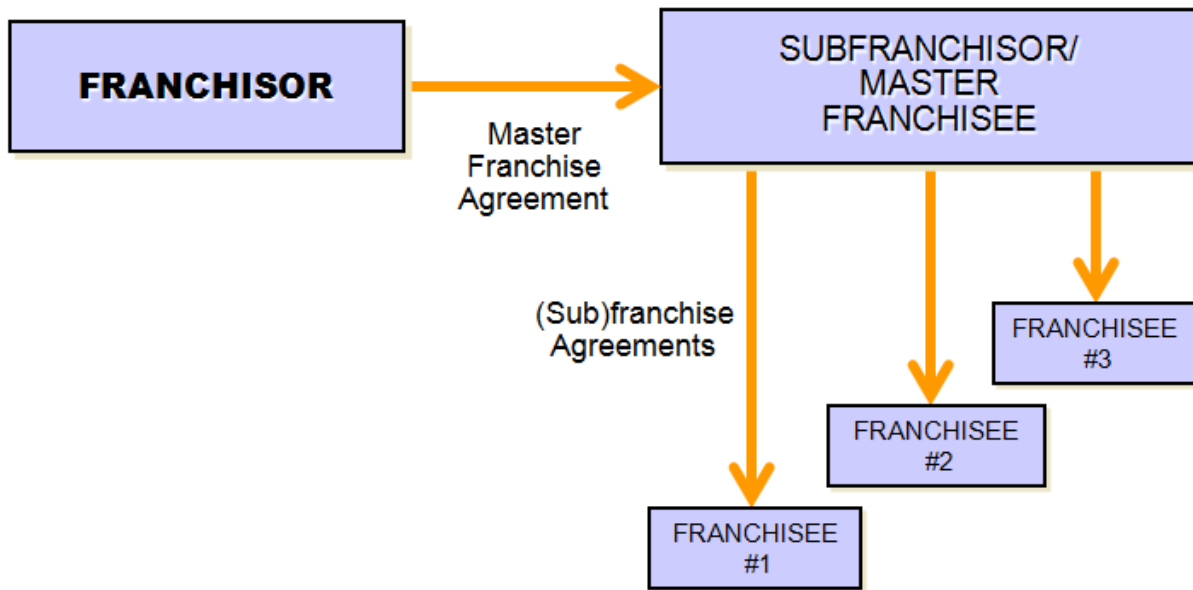 FRANCHISOR
SUBFRANCHISOR/
MASTER
FRANCHISEE
Master
Franchise
Agreement
(Sub)franchise
Agreements
FRANCHISEE
#3
FRANCHISEE
#2
FRANCHISEE
#1